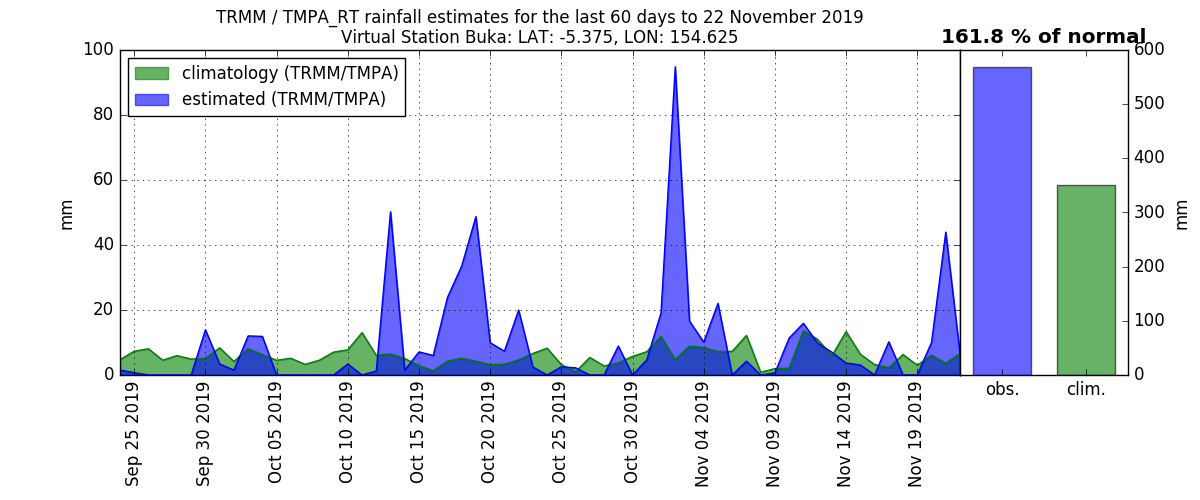 TRMM / TMPA_RT rainfall estimates for the last 60 days to 22 November 2019
Virtual Station Buka: LAT: -5.375, LON: 154.625
161.8 % of normal
climatology (TRMM/TMPA)
estimated (TRMM/TMPA)
100
80
60
40
20
0
mm
Sep 25 2019
Sep 30 2019
Oct 05 2019
Oct 10 2019
Oct 15 2019
Oct 20 2019
Oct 25 2019
Oct 30 2019
Nov 04 2019
Nov 09 2019
Nov 14 2019
Nov 19 2019
obs.
clim.
600
500
400
300
200
100
0
mm